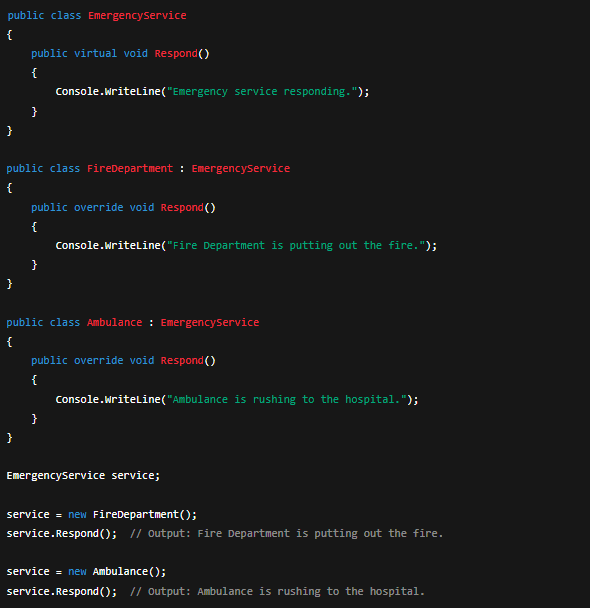 public class EmergencyService
{
    public virtual void Respond()
    {
        Console.WriteLine("Emergency service responding.");
    }
}

public class FireDepartment : EmergencyService
{
    public override void Respond()
    {
        Console.WriteLine("Fire Department is putting out the fire.");
    }
}

public class Ambulance : EmergencyService
{
    public override void Respond()
    {
        Console.WriteLine("Ambulance is rushing to the hospital.");
    }
}

EmergencyService service;

service = new FireDepartment();
service.Respond();  // Output: Fire Department is putting out the fire.

service = new Ambulance();
service.Respond();  // Output: Ambulance is rushing to the hospital.